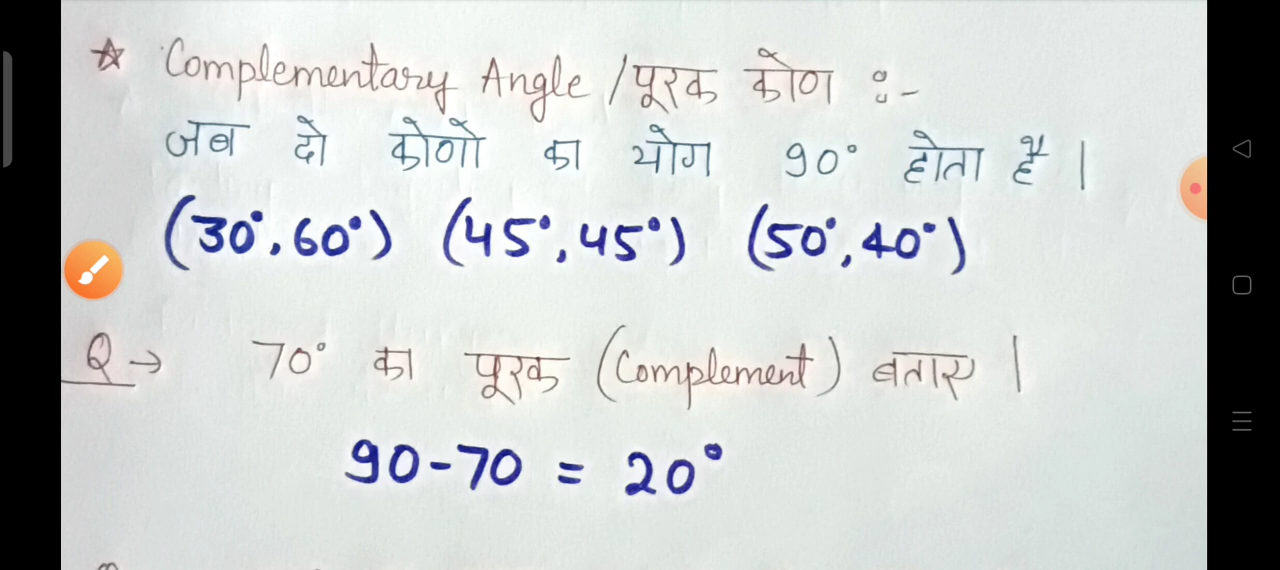 ☆ Complementary Angle / पूरक कोण :-
जब दो कोणो का योग 90° होता है |
(30°, 60°) (45°, 45°) (50°, 40°)
Q → 70° का पूरक (Complement) बताए |
90-70 = 20°